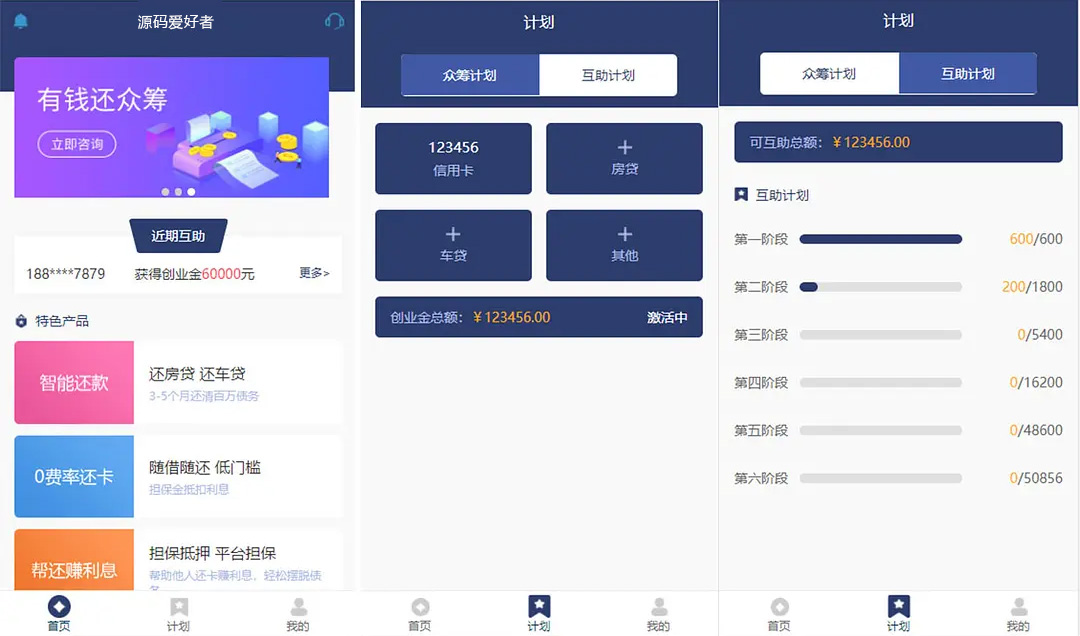 源码爱好者
有钱还众筹
立即咨询
近期互助
188****7879 获得创业金60000元 更多>
特色产品
智能还款
还房贷 还车贷
3-5个月还清百万债务
0费率还卡
随借随还 低门槛
担保金抵扣利息
帮还赚利息
担保抵押 平台担保
帮助他人还卡赚利息，轻松摆脱债
务
首页 计划 我的
计划
众筹计划 互助计划
123456
信用卡
+
房贷
+
车贷
+
其他
创业金总额：￥123456.00 激活中
首页 计划 我的
计划
众筹计划 互助计划
可互助总额：￥123456.00
互助计划
第一阶段 600/600
第二阶段 200/1800
第三阶段 0/5400
第四阶段 0/16200
第五阶段 0/48600
第六阶段 0/50856
首页 计划 我的